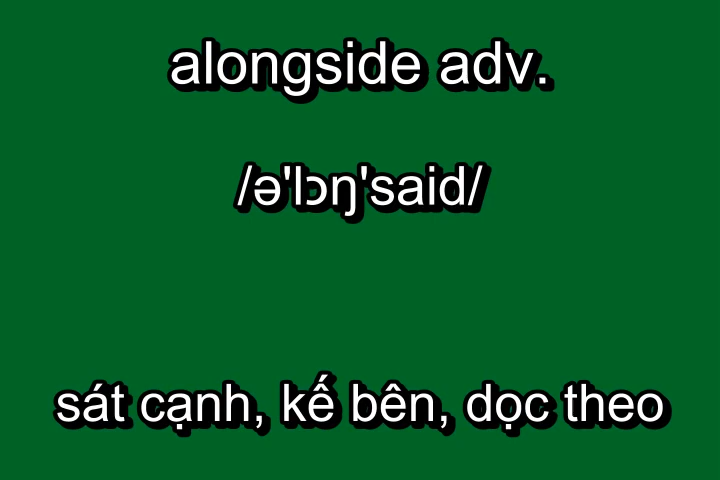 alongside adv.
/ə'lɔŋ'said/
sát cạnh, kế bên, dọc theo